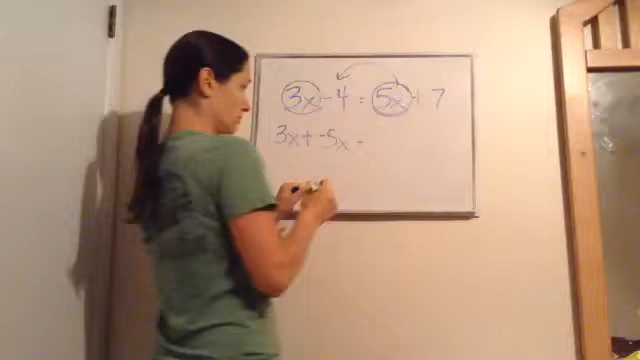 3x - 4 = 5x + 7
3x + -5x =